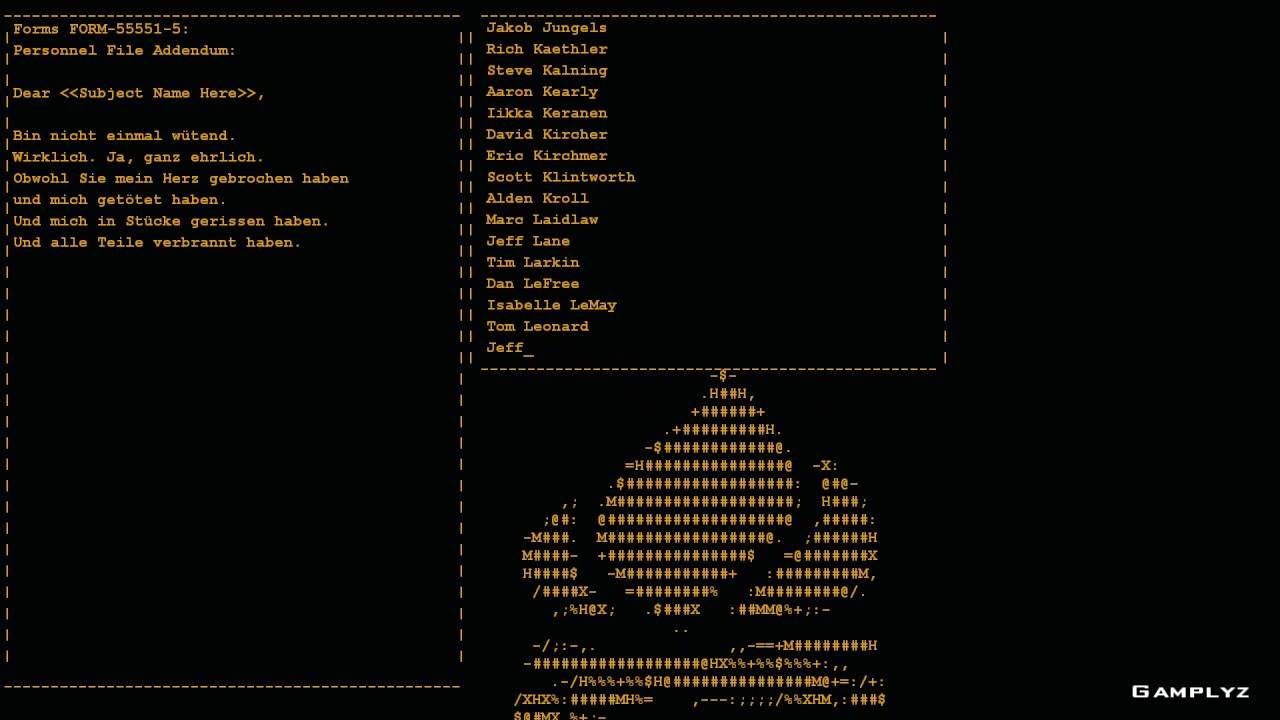 Forms FORM-55551-5:
Personnel File Addendum:
Dear <<Subject Name Here>>,
Bin nicht einmal wütend.
Wirklich. Ja, ganz ehrlich.
Obwohl Sie mein Herz gebrochen haben
und mich getötet haben.
Und mich in Stücke gerissen haben.
Und alle Teile verbrannt haben.
Jakob Jungels
Rich Kaethler
Steve Kalning
Aaron Kearly
Iikka Keranen
David Kircher
Eric Kirchmer
Scott Klintworth
Alden Kroll
Marc Laidlaw
Jeff Lane
Tim Larkin
Dan LeFree
Isabelle LeMay
Tom Leonard
Jeff_
GAMPLYZ